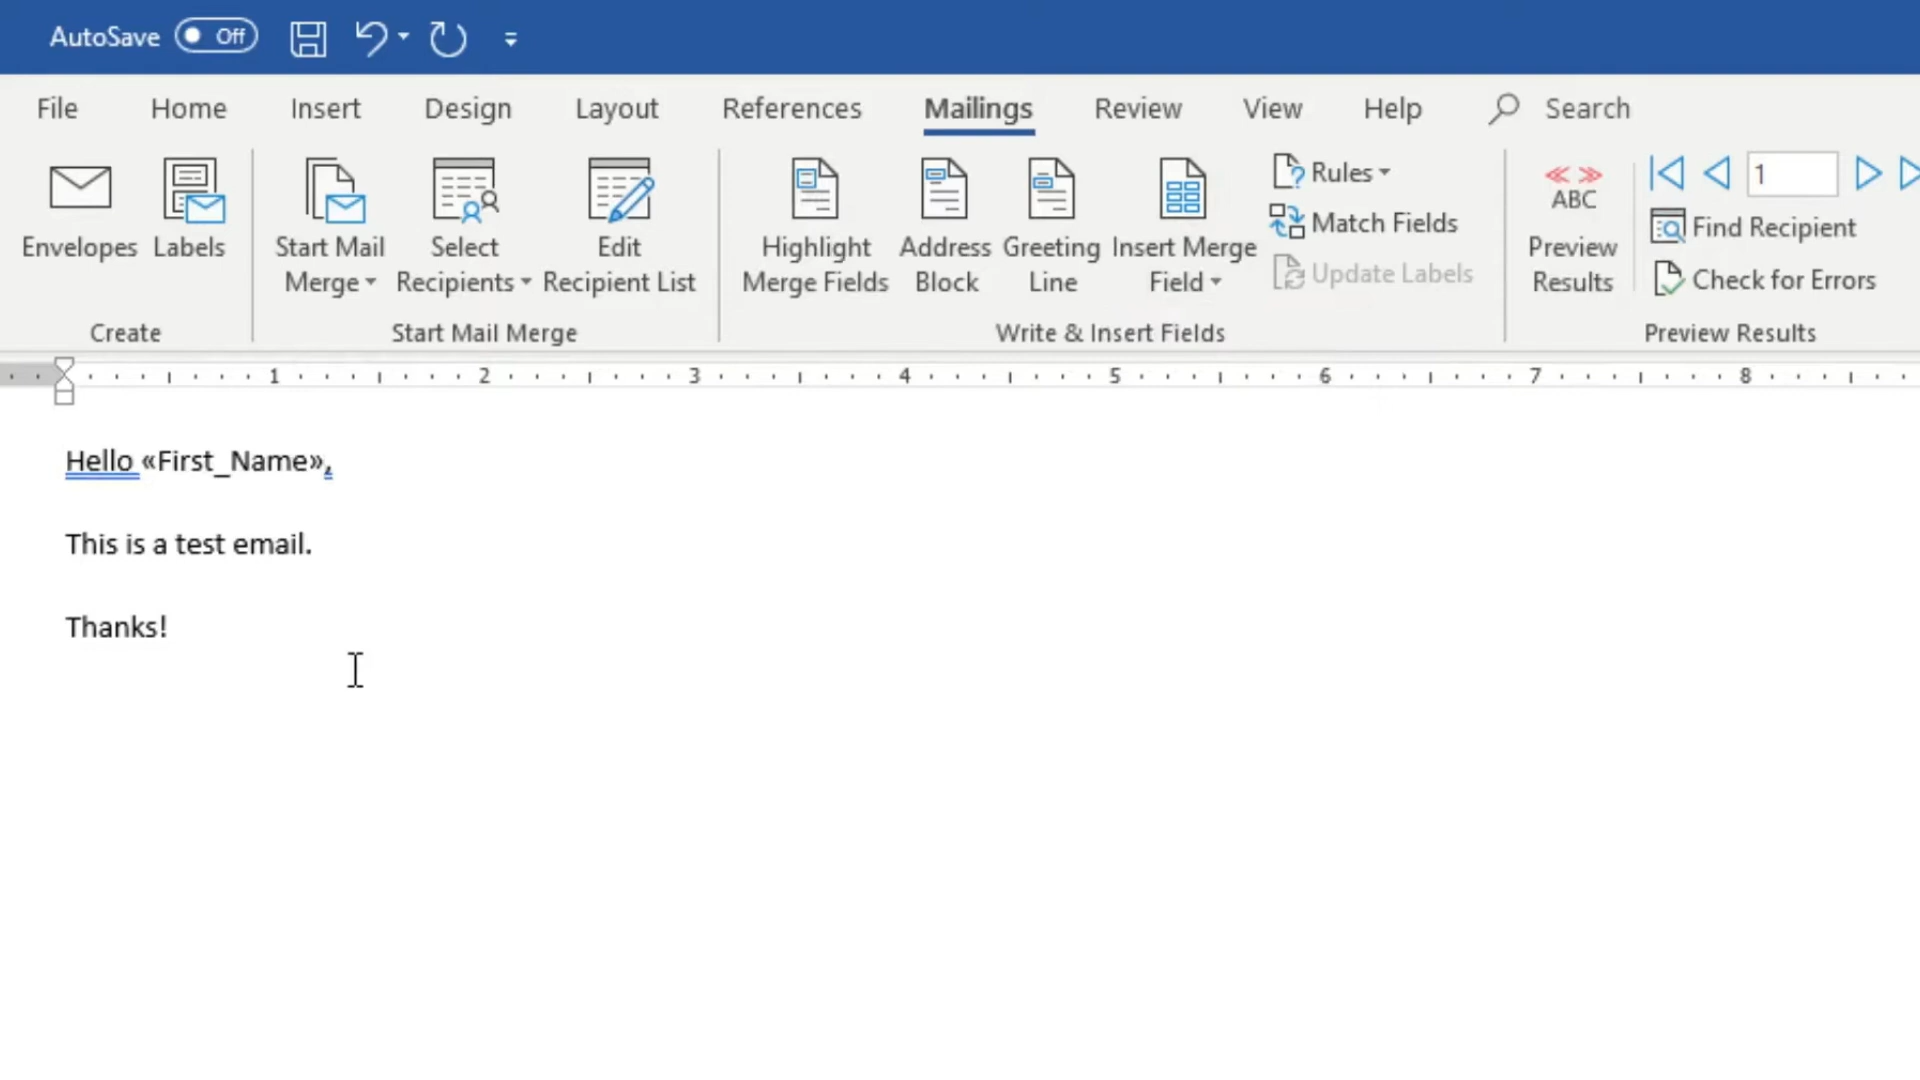 AutoSave Off
File Home Insert Design Layout References Mailings Review View Help Search
Envelopes
Labels
Start Mail
Merge
Select
Recipients
Edit
Recipient List
Highlight
Merge Fields
Address
Block
Greeting
Line
Insert Merge
Field
Rules
Match Fields
Update Labels
ABC
Preview
Results
1
Find Recipient
Check for Errors
Create
Start Mail Merge
Write & Insert Fields
Preview Results
1 2 3 4 5 6 7 8
Hello «First_Name»,
This is a test email.
Thanks!